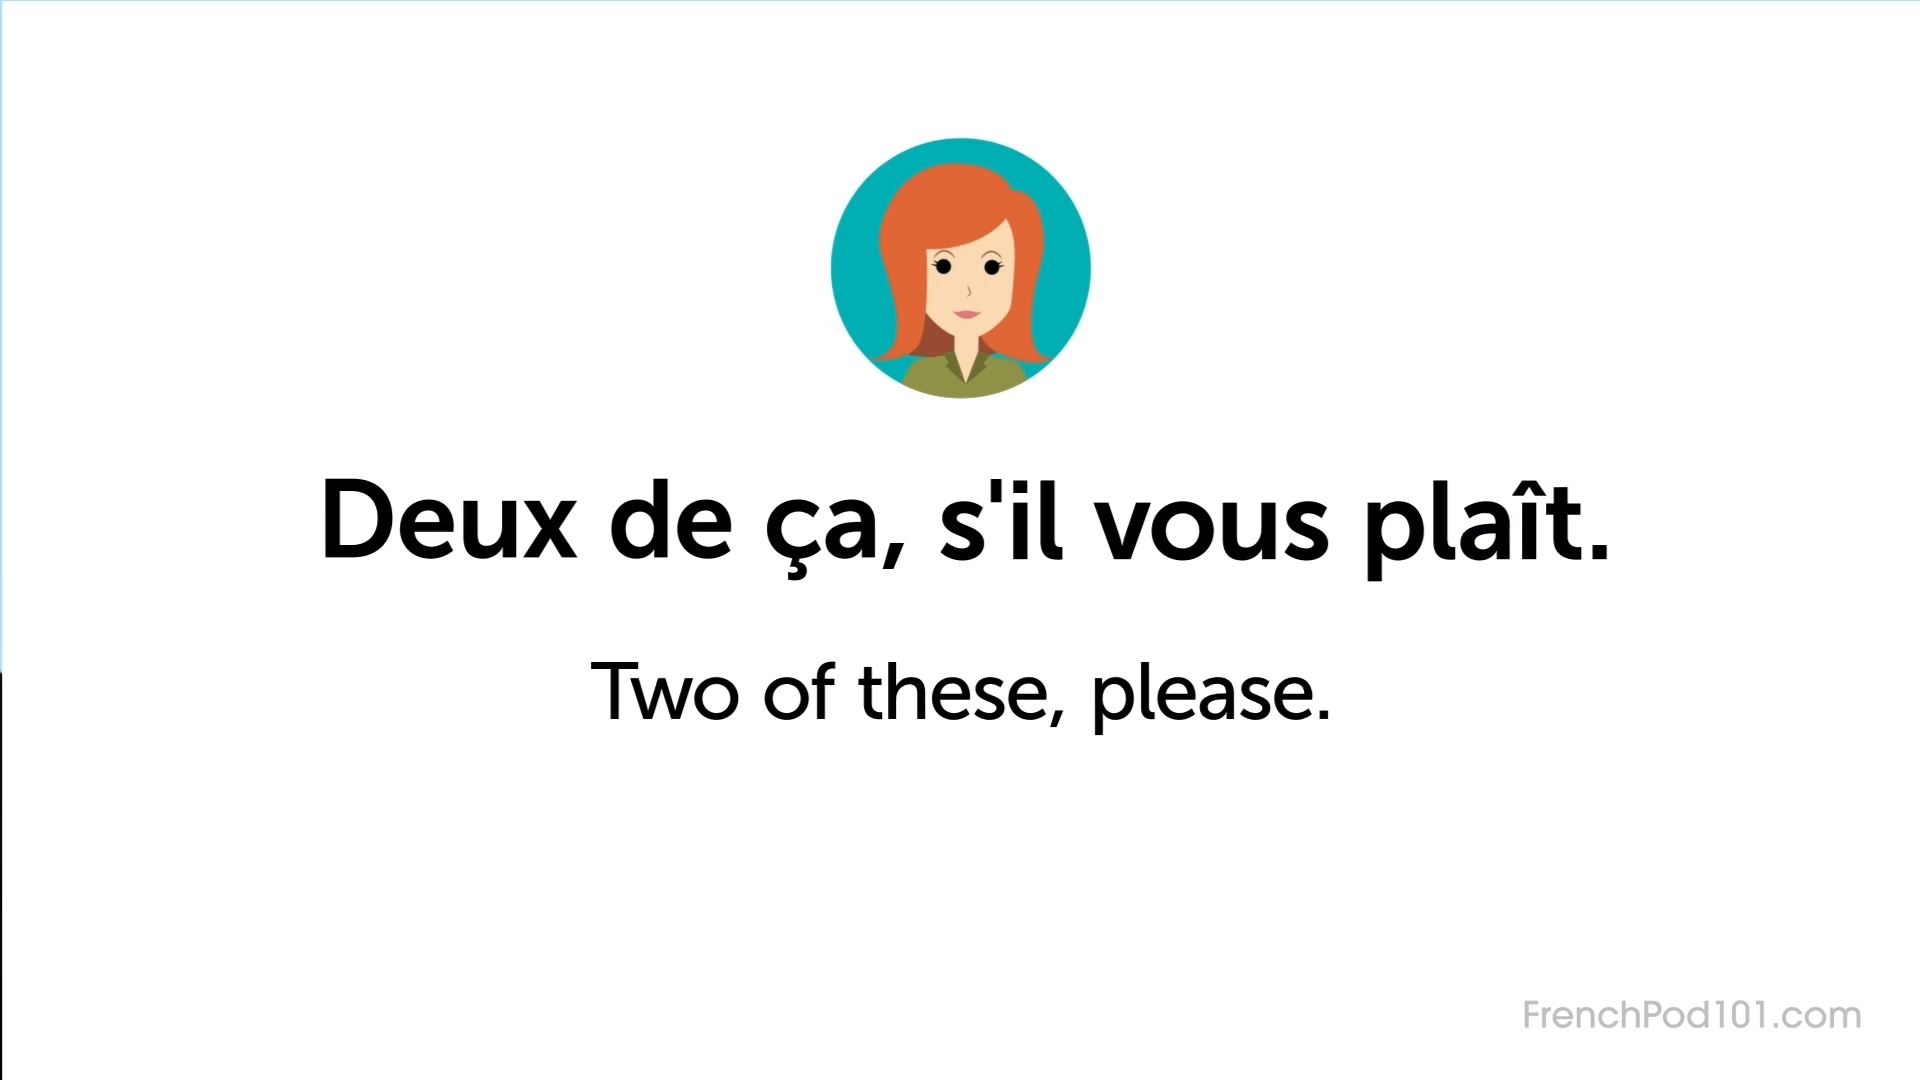 Deux de ça, s'il vous plaît.
Two of these, please.
FrenchPod101.com